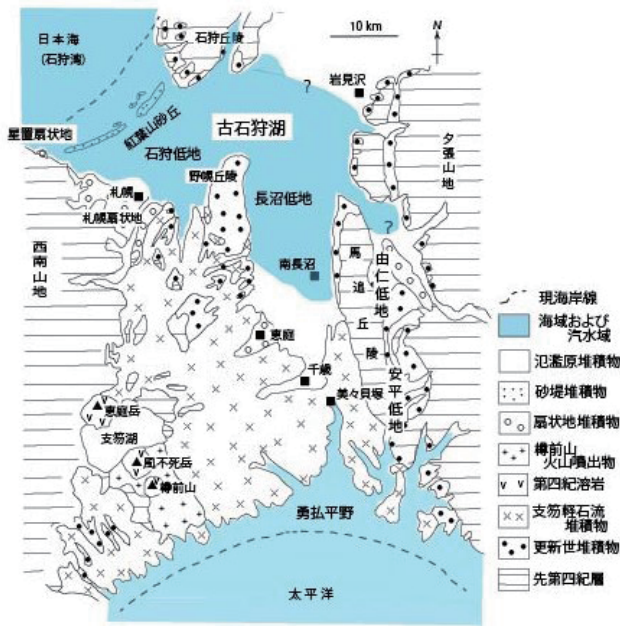 日本海
(石狩湾)
石狩丘陵
10 km
N
岩見沢
?
星置扇状地
紅葉山砂丘
古石狩湖
石狩低地
野幌丘陵
長沼低地
夕張山地
札幌
札幌扇状地
?
西南山地
南長沼
馬追丘陵
由仁低地
恵庭
千歳
美々貝塚
安平低地
恵庭岳
支笏湖
風不死岳
樽前山
勇払平野
太平洋
現海岸線
海域および
汽水域
氾濫原堆積物
砂堤堆積物
扇状地堆積物
樽前山
火山噴出物
第四紀溶岩
支笏軽石流
堆積物
更新世堆積物
先第四紀層